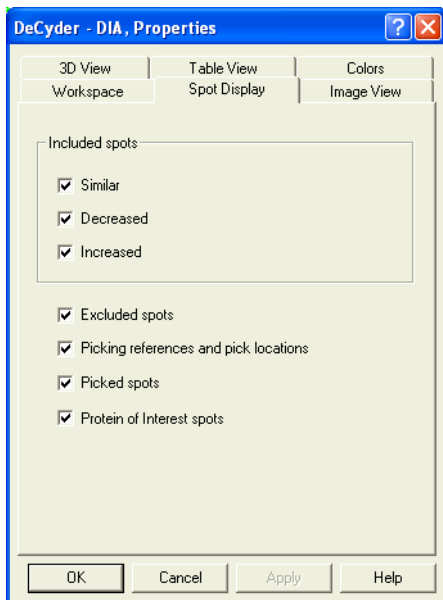 DeCyder - DIA, Properties
3D View Table View Colors
Workspace Spot Display Image View
Included spots
Similar
Decreased
Increased
Excluded spots
Picking references and pick locations
Picked spots
Protein of Interest spots
OK Cancel Apply Help